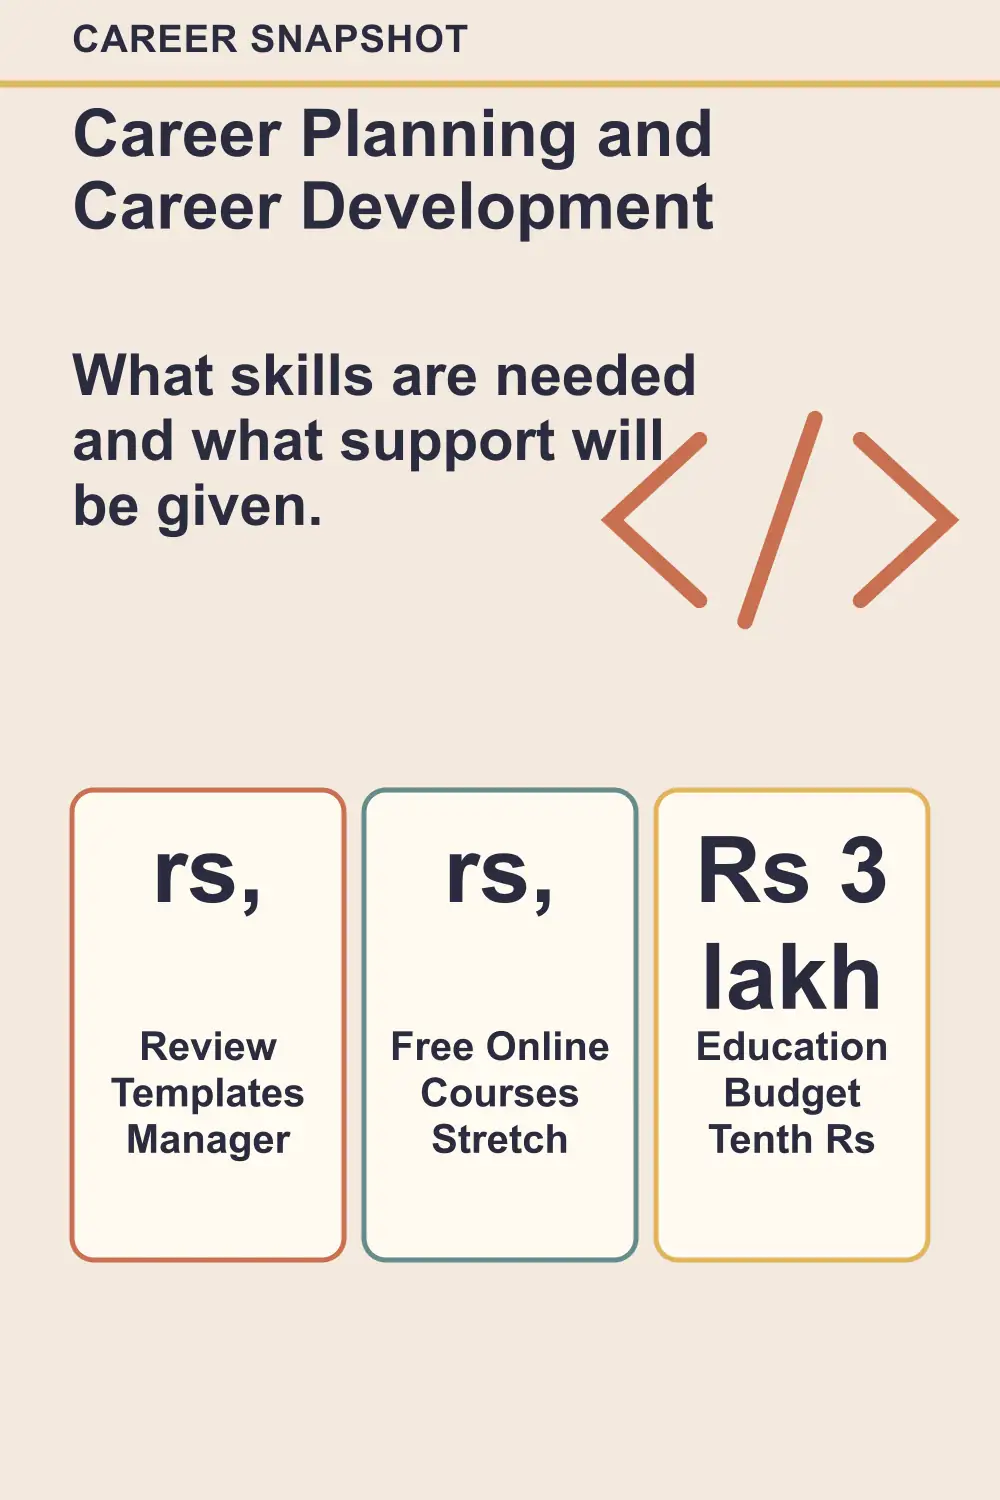 CAREER SNAPSHOT
Career Planning and
Career Development
What skills are needed
and what support will
be given.
rs,
Review
Templates
Manager
rs,
Free Online
Courses
Stretch
Rs 3
lakh
Education
Budget
Tenth Rs